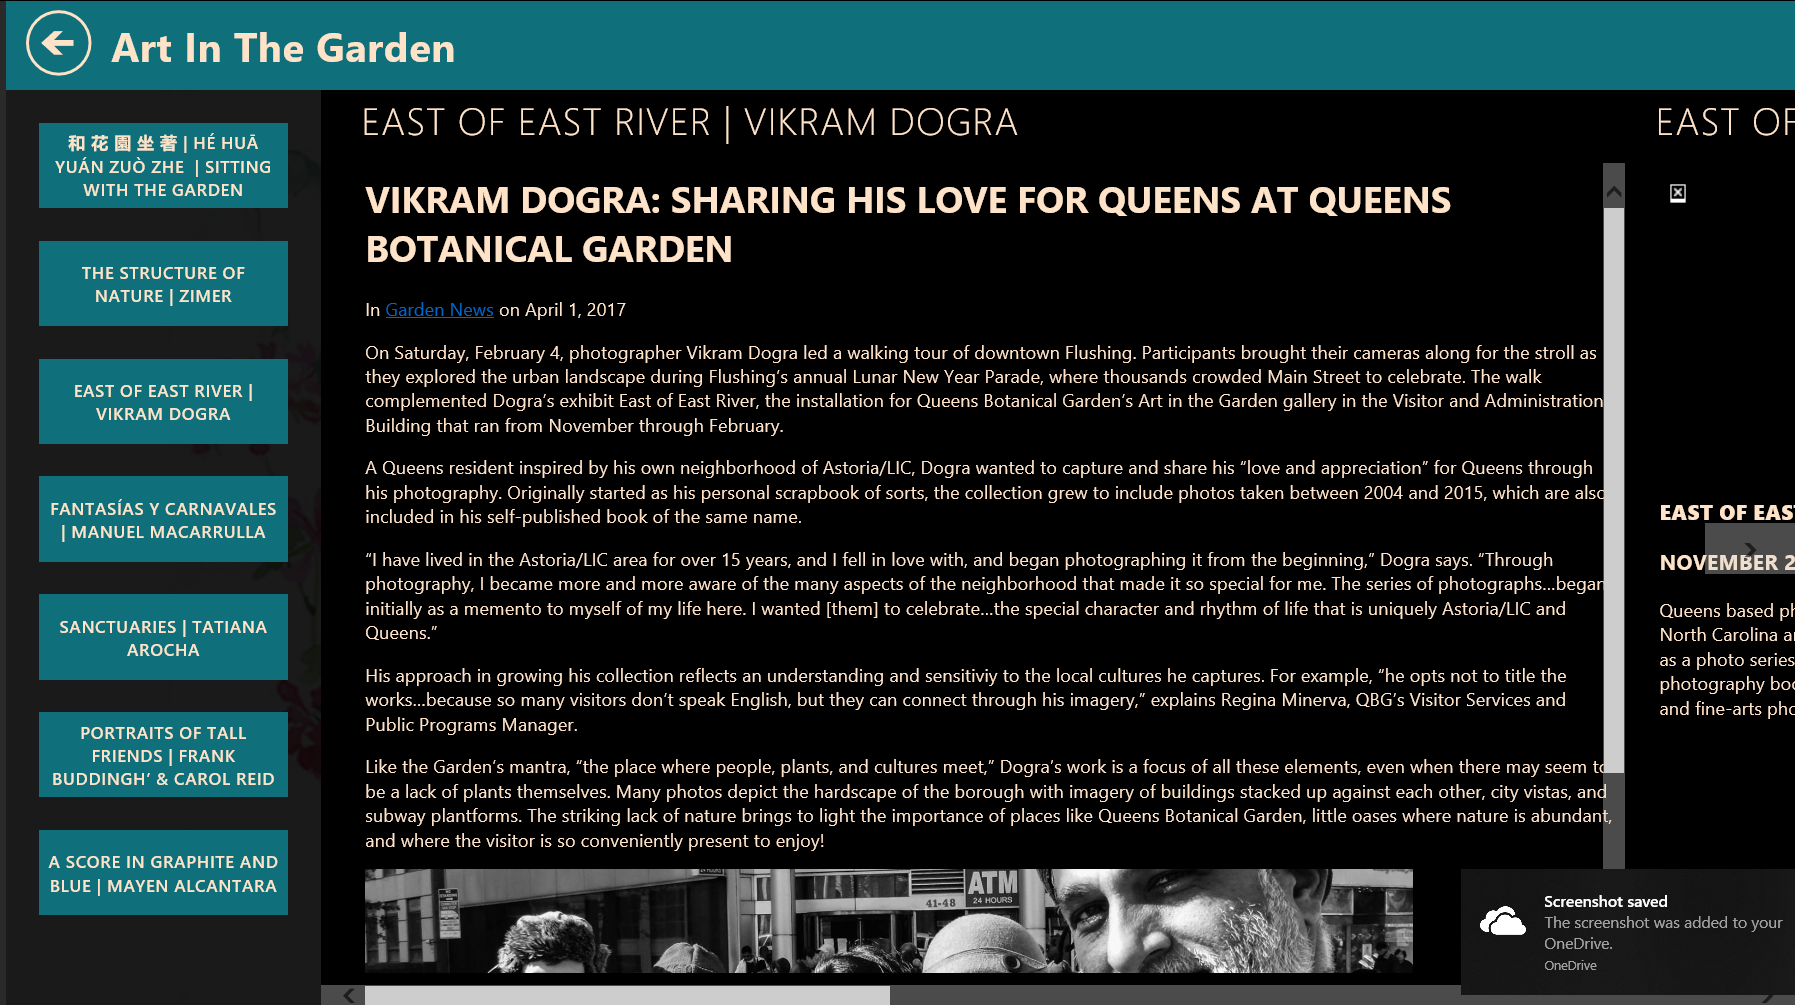 Art In The Garden
和花園坐著 | HÉ HUĀ
YUÁN ZUÒ ZHE | SITTING
WITH THE GARDEN
THE STRUCTURE OF
NATURE | ZIMER
EAST OF EAST RIVER |
VIKRAM DOGRA
FANTASÍAS Y CARNAVALES
| MANUEL MACARRULLA
SANCTUARIES | TATIANA
AROCHA
PORTRAITS OF TALL
FRIENDS | FRANK
BUDDINGH’ & CAROL REID
A SCORE IN GRAPHITE AND
BLUE | MAYEN ALCANTARA
EAST OF EAST RIVER | VIKRAM DOGRA
VIKRAM DOGRA: SHARING HIS LOVE FOR QUEENS AT QUEENS
BOTANICAL GARDEN
In Garden News on April 1, 2017
On Saturday, February 4, photographer Vikram Dogra led a walking tour of downtown Flushing. Participants brought their cameras along for the stroll as
they explored the urban landscape during Flushing’s annual Lunar New Year Parade, where thousands crowded Main Street to celebrate. The walk
complemented Dogra’s exhibit East of East River, the installation for Queens Botanical Garden’s Art in the Garden gallery in the Visitor and Administration
Building that ran from November through February.
A Queens resident inspired by his own neighborhood of Astoria/LIC, Dogra wanted to capture and share his “love and appreciation” for Queens through
his photography. Originally started as his personal scrapbook of sorts, the collection grew to include photos taken between 2004 and 2015, which are also
included in his self-published book of the same name.
“I have lived in the Astoria/LIC area for over 15 years, and I fell in love with, and began photographing it from the beginning,” Dogra says. “Through
photography, I became more and more aware of the many aspects of the neighborhood that made it so special for me. The series of photographs…began
initially as a memento to myself of my life here. I wanted [them] to celebrate…the special character and rhythm of life that is uniquely Astoria/LIC and
Queens.”
His approach in growing his collection reflects an understanding and sensitiviy to the local cultures he captures. For example, “he opts not to title the
works…because so many visitors don’t speak English, but they can connect through his imagery,” explains Regina Minerva, QBG’s Visitor Services and
Public Programs Manager.
Like the Garden’s mantra, “the place where people, plants, and cultures meet,” Dogra’s work is a focus of all these elements, even when there may seem to
be a lack of plants themselves. Many photos depict the hardscape of the borough with imagery of buildings stacked up against each other, city vistas, and
subway plantforms. The striking lack of nature brings to light the importance of places like Queens Botanical Garden, little oases where nature is abundant,
and where the visitor is so conveniently present to enjoy!
41-48
ATM
24 HOURS
EAST OF
EAST OF EAS
NOVEMBER 2
Queens based ph
North Carolina a
as a photo series
photography boo
and fine-arts pho
Screenshot saved
The screenshot was added to your
OneDrive.
OneDrive